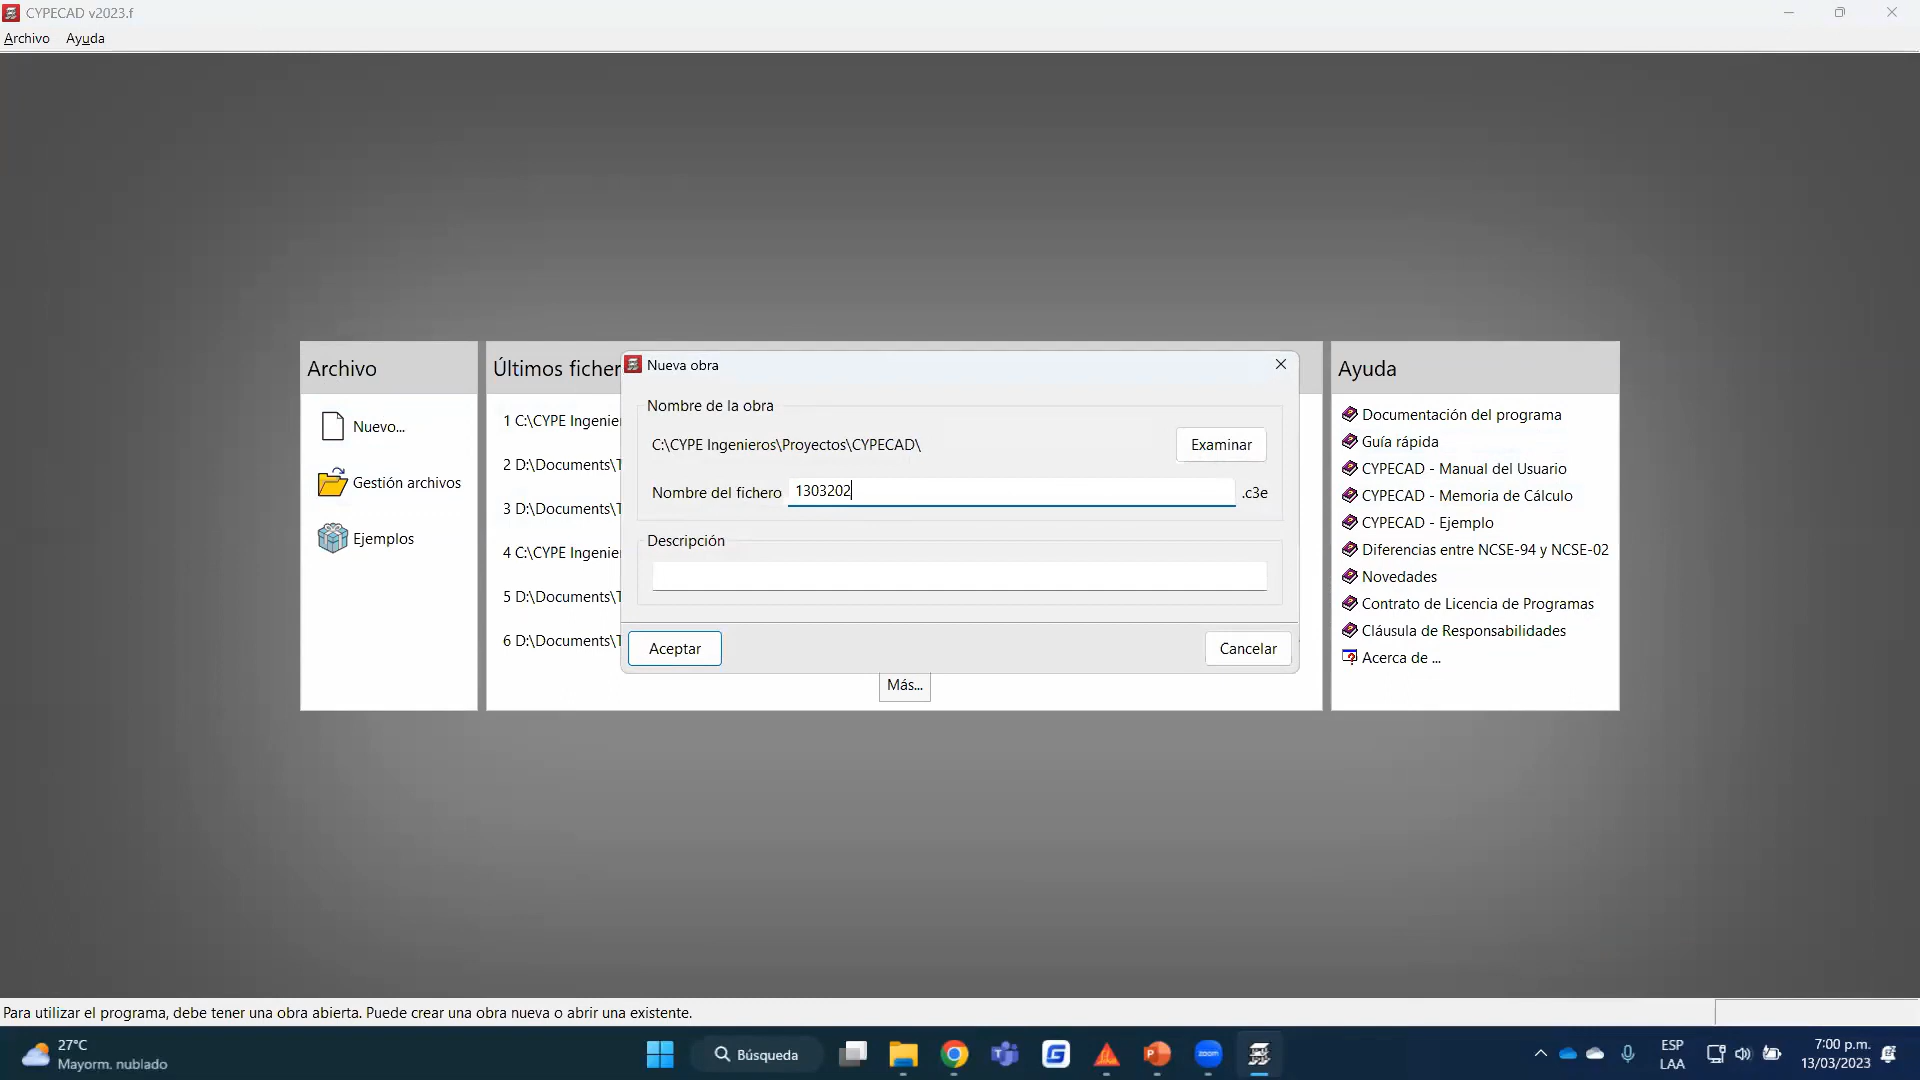 CYPECAD v2023.f
Archivo Ayuda
Archivo
Nuevo...
Gestión archivos
Ejemplos
Últimos ficher
1 C:\CYPE Ingenie
2 D:\Documents\
3 D:\Documents\
4 C:\CYPE Ingenie
5 D:\Documents\
6 D:\Documents\
Más...
Nueva obra
Nombre de la obra
C:\CYPE Ingenieros\Proyectos\CYPECAD\
Examinar
Nombre del fichero 1303202 .c3e
Descripción
Aceptar
Cancelar
Ayuda
Documentación del programa
Guía rápida
CYPECAD - Manual del Usuario
CYPECAD - Memoria de Cálculo
CYPECAD - Ejemplo
Diferencias entre NCSE-94 y NCSE-02
Novedades
Contrato de Licencia de Programas
Cláusula de Responsabilidades
Acerca de ...
Para utilizar el programa, debe tener una obra abierta. Puede crear una obra nueva o abrir una existente.
27°C
Mayorm. nublado
Búsqueda
zoom
ESP
LAA
7:00 p.m.
13/03/2023